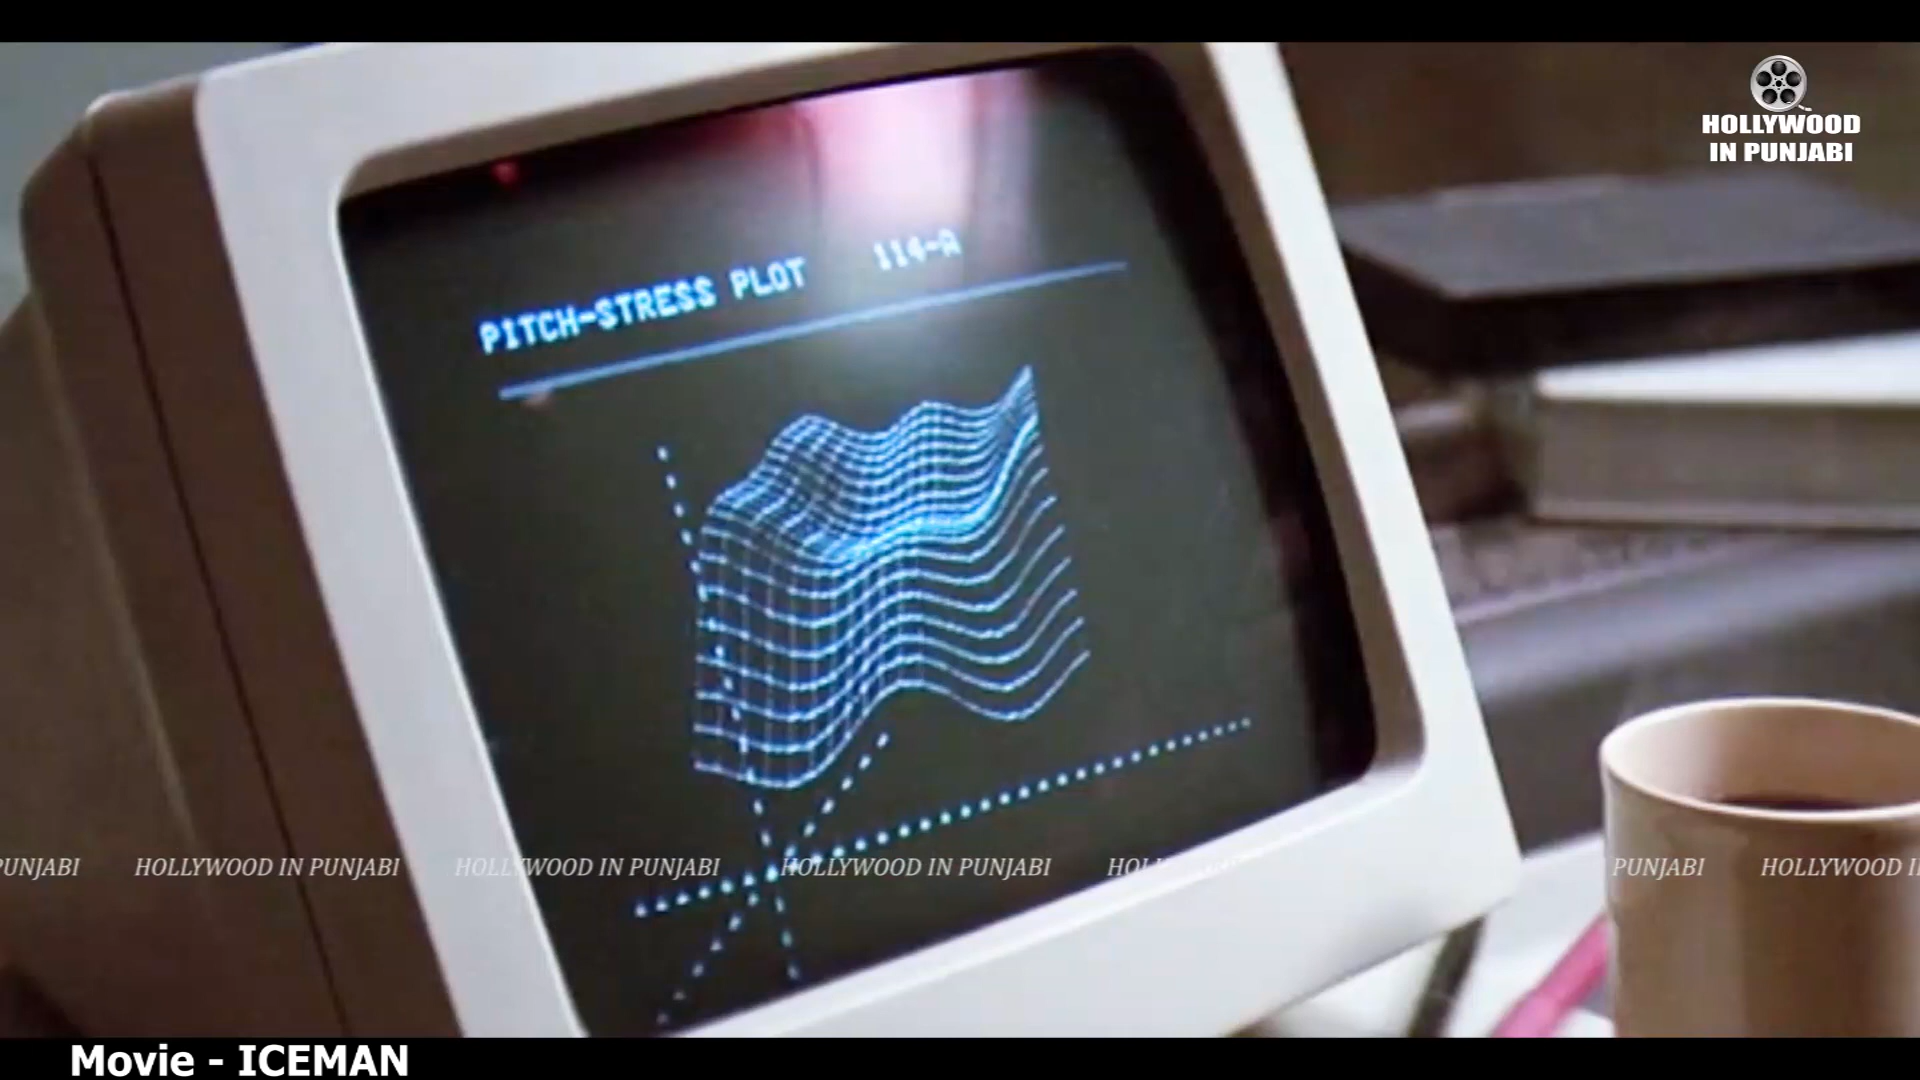 HOLLYWOOD
IN PUNJABI
PITCH-STRESS PLOT 114-A
PUNJABI HOLLYWOOD IN PUNJABI HOLLYWOOD IN PUNJABI HOLLYWOOD IN PUNJABI PUNJABI HOLLYWOOD
Movie - ICEMAN